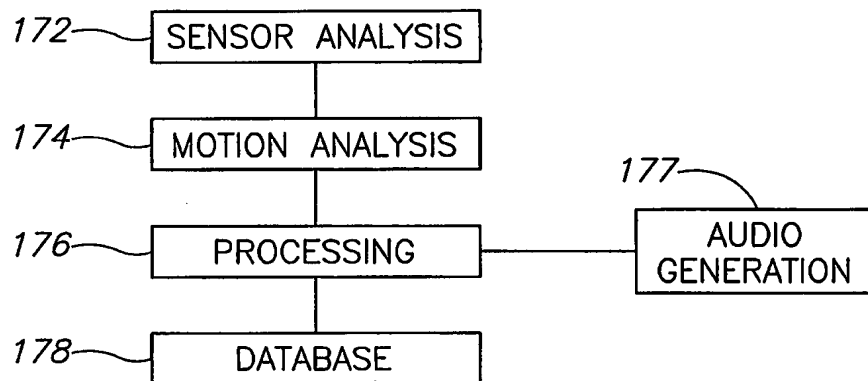 172 SENSOR ANALYSIS
174 MOTION ANALYSIS
177
176 PROCESSING
AUDIO
GENERATION
178 DATABASE